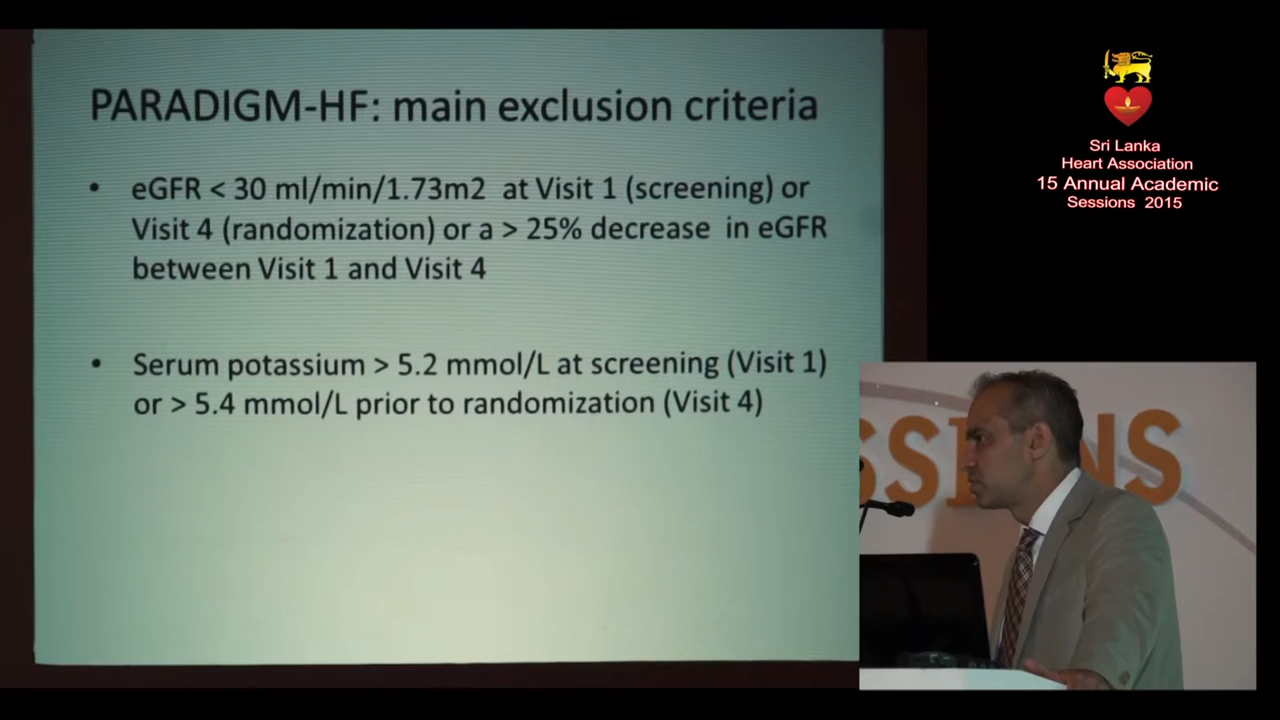 PARADIGM-HF: main exclusion criteria
• eGFR < 30 ml/min/1.73m2 at Visit 1 (screening) or
Visit 4 (randomization) or a > 25% decrease in eGFR
between Visit 1 and Visit 4
• Serum potassium > 5.2 mmol/L at screening (Visit 1)
or > 5.4 mmol/L prior to randomization (Visit 4)
Sri Lanka
Heart Association
15 Annual Academic
Sessions 2015